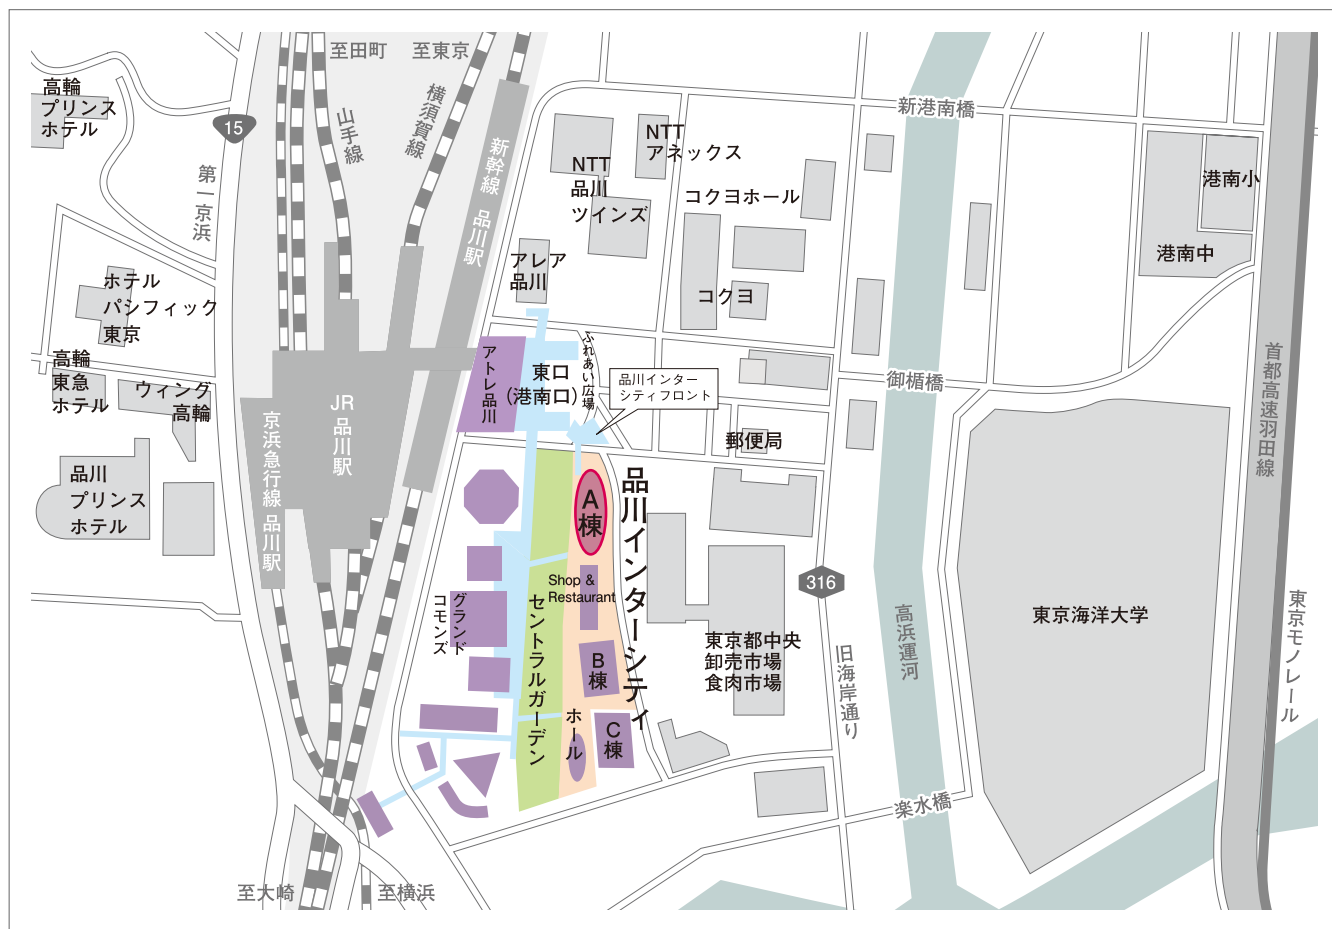 至田町
至東京
高輪
プリンス
ホテル
15
山手線
横須賀線
新幹線 品川駅
第一京浜
NTT
アネックス
NTT
品川
ツインズ
コクヨホール
コクヨ
アレア
品川
新港南橋
港南小
港南中
ホテル
パシフィック
東京
高輪
東急
ホテル
ウィング
高輪
品川
プリンス
ホテル
JR
品川駅
京浜急行線 品川駅
アトレ品川
東口
(港南口)
ふれあい広場
品川インター
シティフロント
郵便局
御楯橋
首都高速羽田線
A
棟
品川インターシティ
Shop &
Restaurant
セントラルガーデン
グランド
コモンズ
B
棟
C
棟
ホール
東京都中央
卸売市場
食肉市場
316
旧海岸通り
高浜運河
東京海洋大学
東京モノレール
楽水橋
至大崎
至横浜